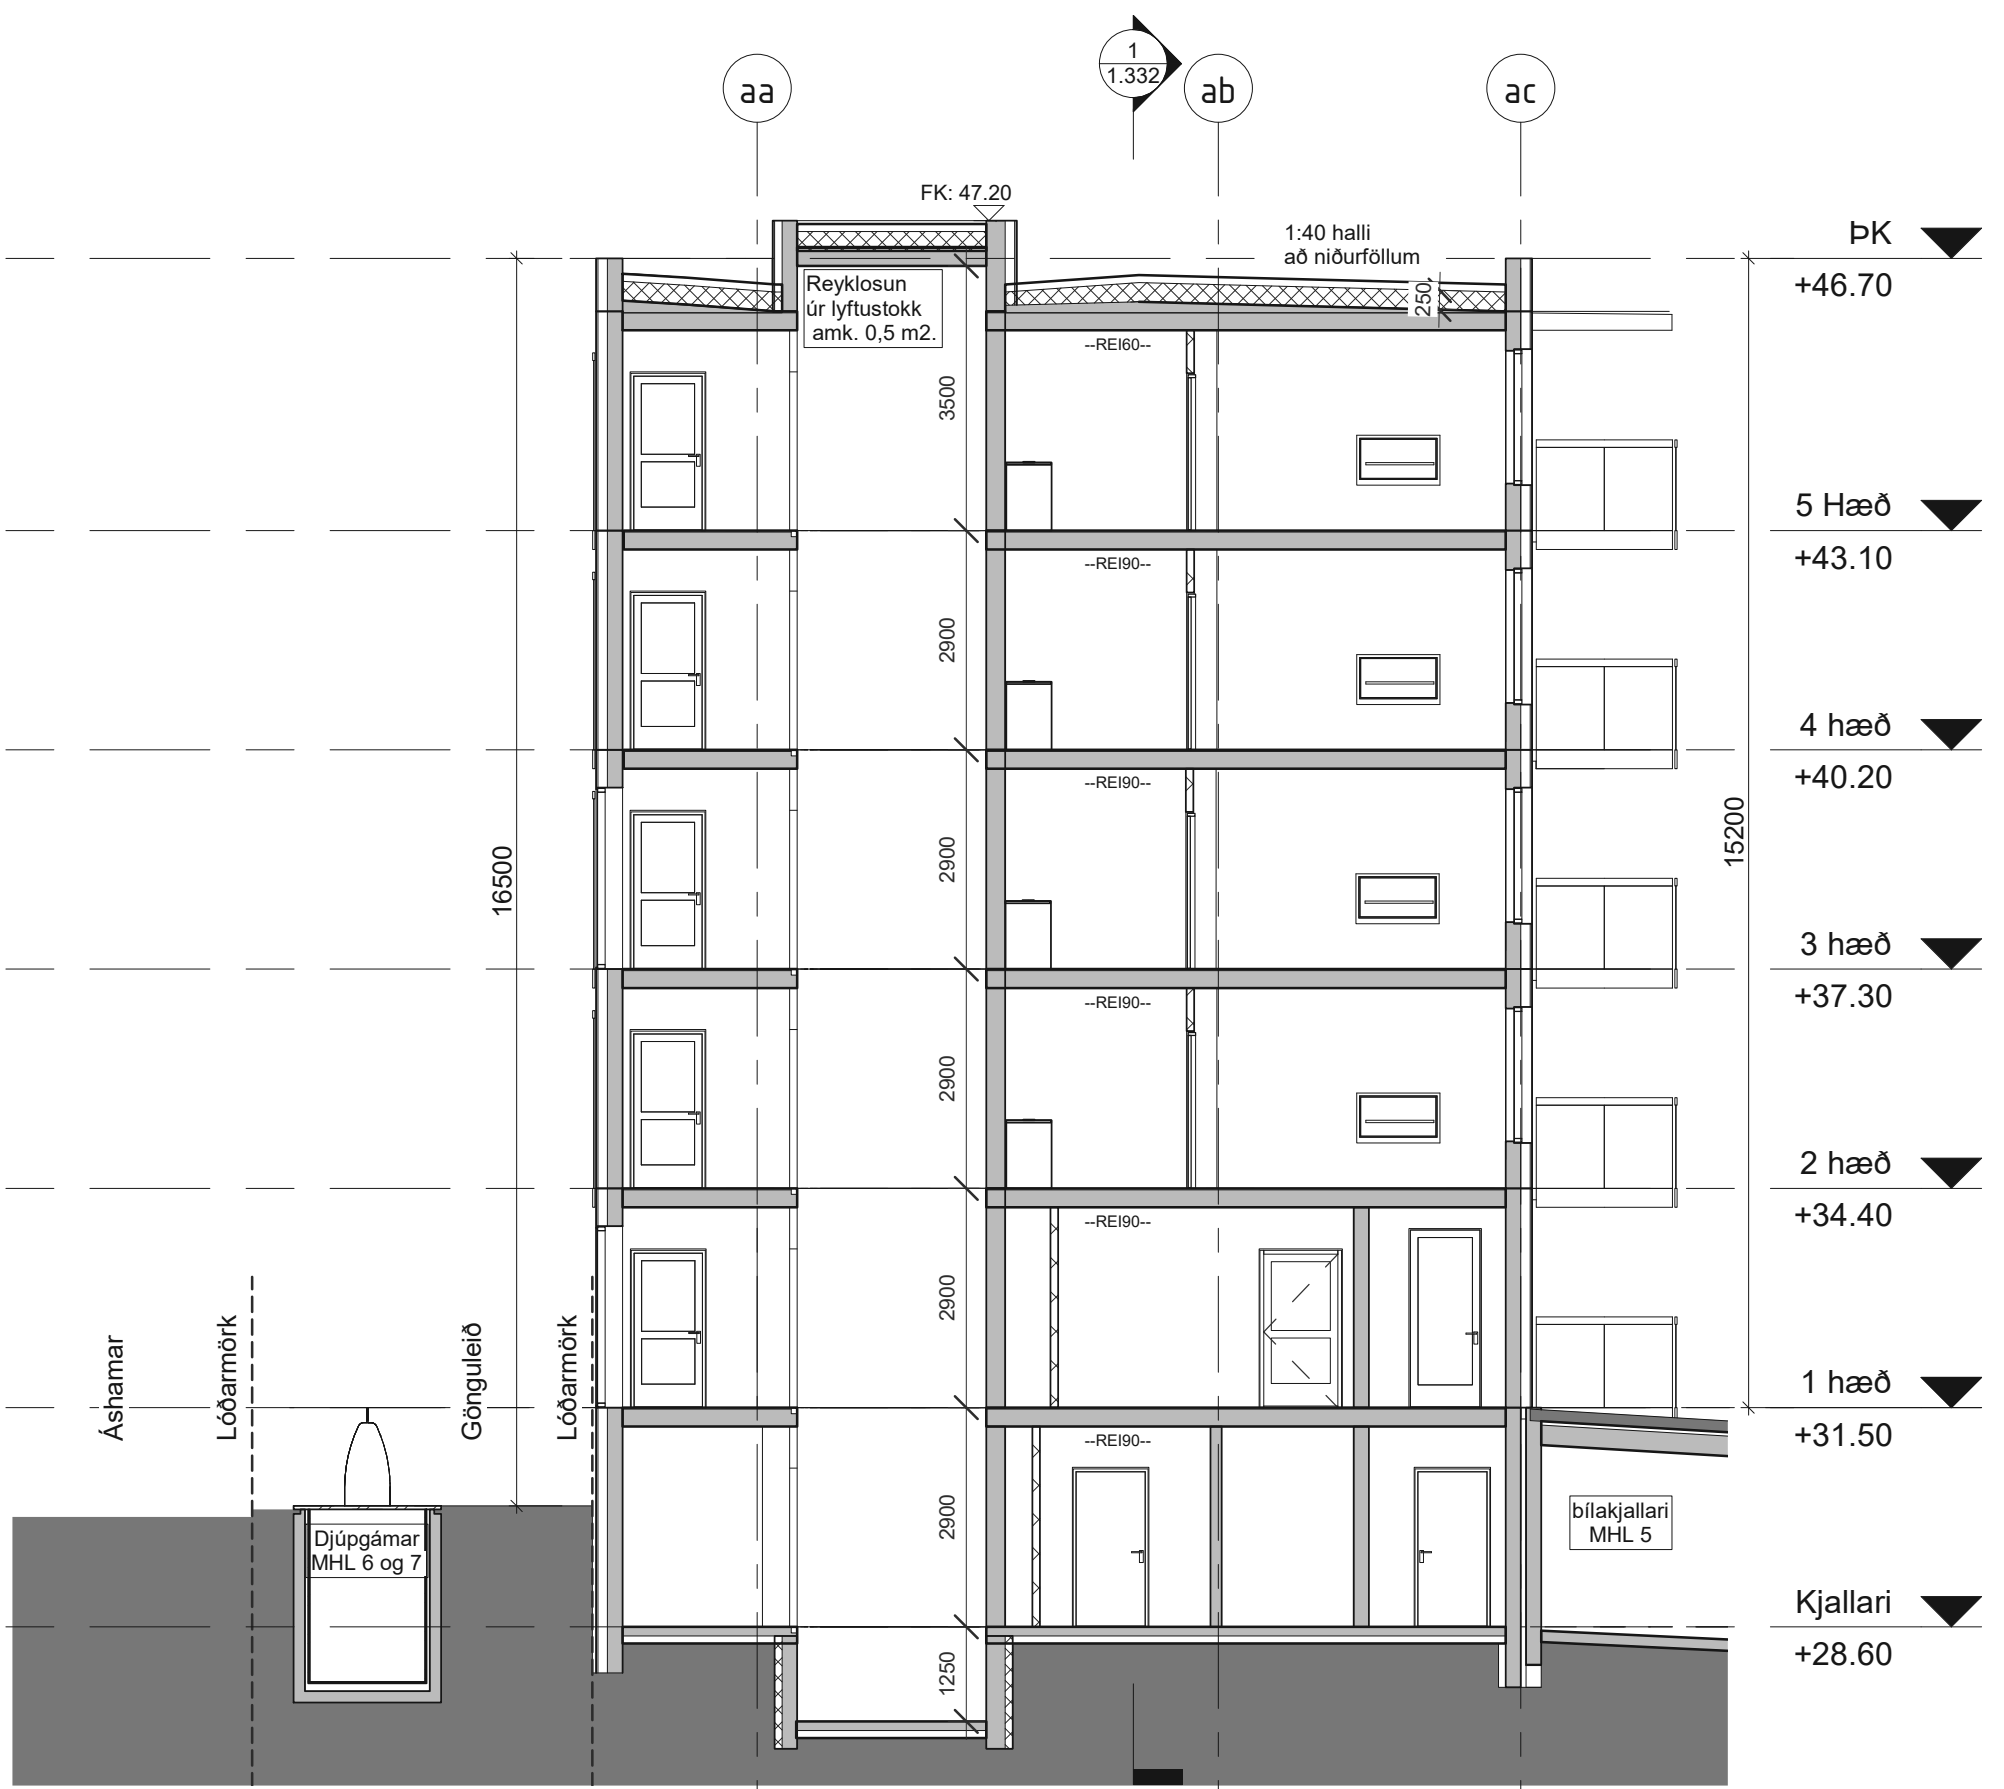 1
1.332
aa
ab
ac
FK: 47.20
1:40 halli
að niðurföllum
ÞK
+46.70
Reyklosun
úr lyftustokk
amk. 0,5 m2.
250
--REI60--
3500
5 Hæð
+43.10
--REI90--
2900
4 hæð
+40.20
--REI90--
2900
16500
15200
3 hæð
+37.30
--REI90--
2900
2 hæð
+34.40
--REI90--
2900
Áshamar
Lóðarmörk
Gönguleið
Lóðarmörk
1 hæð
+31.50
--REI90--
2900
Djúpgámar
MHL 6 og 7
bílakjallari
MHL 5
Kjallari
+28.60
1250